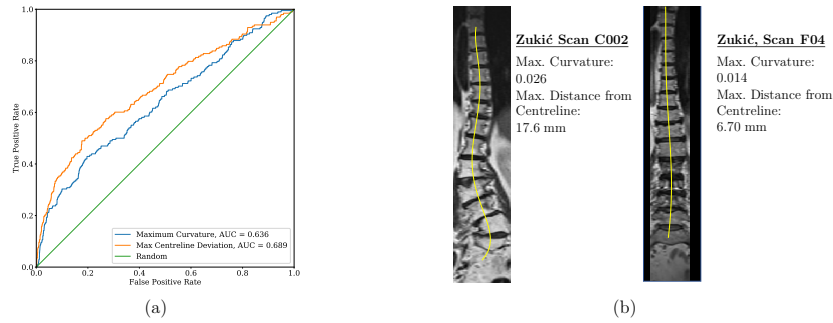 1.0
0.8
0.6
0.4
0.2
0.0
True Positive Rate
Maximum Curvature, AUC = 0.636
Max Centreline Deviation, AUC = 0.689
Random
0.0 0.2 0.4 0.6 0.8 1.0
False Positive Rate
(a)
Zukić Scan C002
Max. Curvature:
0.026
Max. Distance from
Centreline:
17.6 mm
Zukić, Scan F04
Max. Curvature:
0.014
Max. Distance from
Centreline:
6.70 mm
(b)